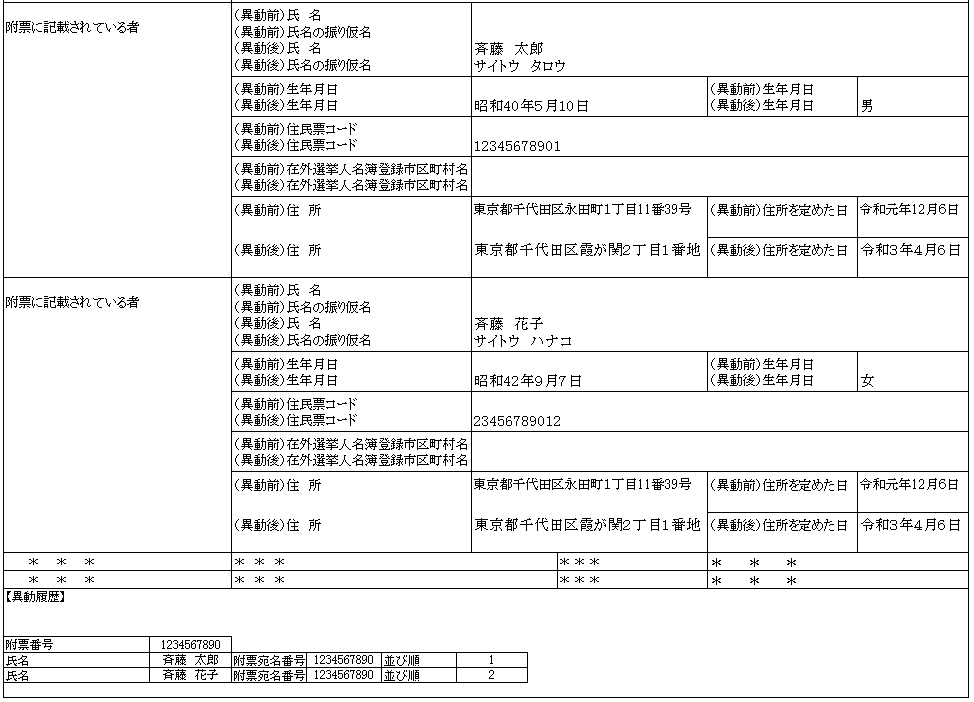 附票に記載されている者
(異動前)氏　名
(異動前)氏名の振り仮名
(異動後)氏　名　斉藤　太郎
(異動後)氏名の振り仮名　サイトウ　タロウ
(異動前)生年月日　(異動前)生年月日
(異動後)生年月日　昭和40年5月10日　(異動後)生年月日　男
(異動前)住民票コード
(異動後)住民票コード　12345678901
(異動前)在外選挙人名簿登録市区町村名
(異動後)在外選挙人名簿登録市区町村名
(異動前)住　所　東京都千代田区永田町1丁目11番39号　(異動前)住所を定めた日　令和元年12月6日
(異動後)住　所　東京都千代田区霞が関2丁目1番地　(異動後)住所を定めた日　令和3年4月6日
附票に記載されている者
(異動前)氏　名
(異動前)氏名の振り仮名
(異動後)氏　名　斉藤　花子
(異動後)氏名の振り仮名　サイトウ　ハナコ
(異動前)生年月日　(異動前)生年月日
(異動後)生年月日　昭和42年9月7日　(異動後)生年月日　女
(異動前)住民票コード
(異動後)住民票コード　23456789012
(異動前)在外選挙人名簿登録市区町村名
(異動後)在外選挙人名簿登録市区町村名
(異動前)住　所　東京都千代田区永田町1丁目11番39号　(異動前)住所を定めた日　令和元年12月6日
(異動後)住　所　東京都千代田区霞が関2丁目1番地　(異動後)住所を定めた日　令和3年4月6日
＊　＊　＊　＊　＊　＊　＊＊＊　＊　＊　＊
＊　＊　＊　＊　＊　＊　＊＊＊　＊　＊　＊
【異動履歴】
附票番号　1234567890
氏名　斉藤　太郎　附票宛名番号　1234567890　並び順　1
氏名　斉藤　花子　附票宛名番号　1234567890　並び順　2